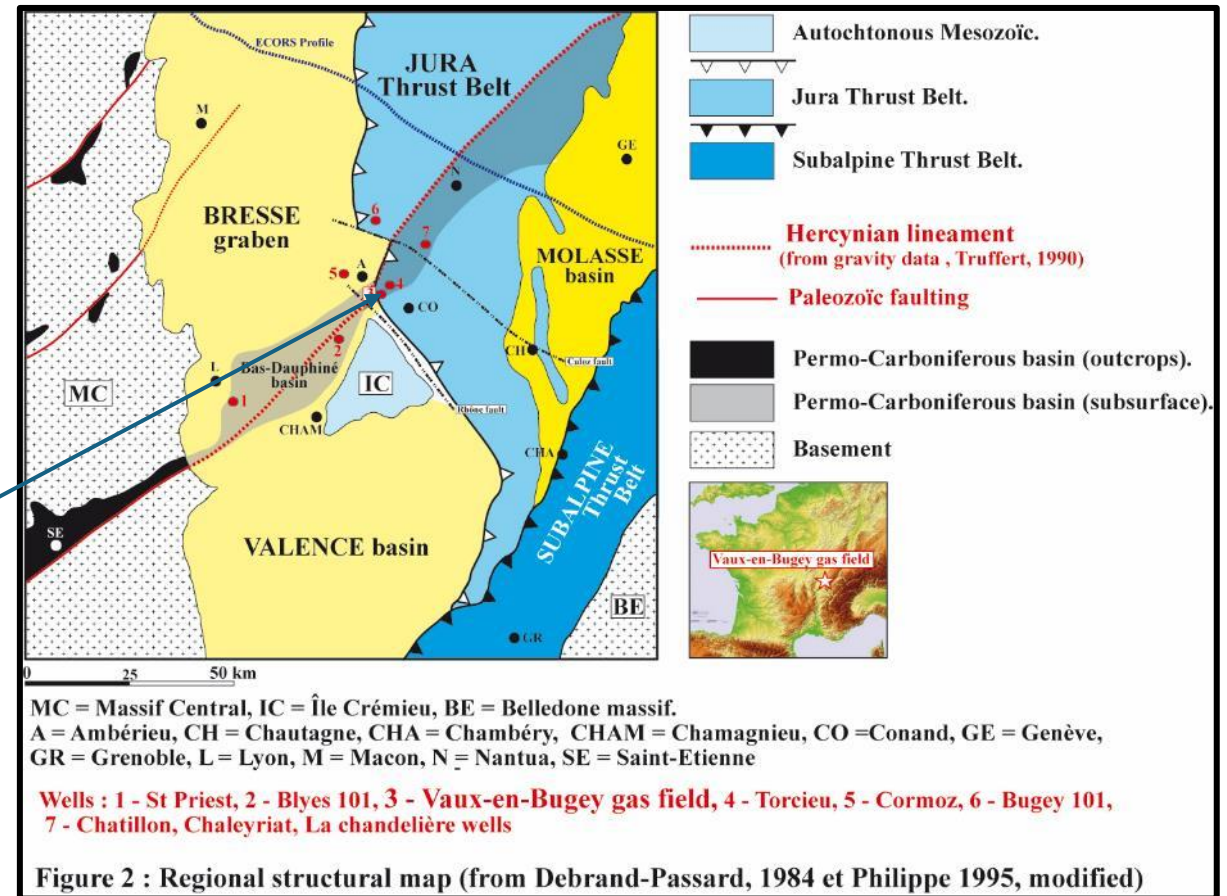 ECORS Profile
JURA
Thrust Belt
M
GE
N
6
BRESSE
graben
7
MOLASSE
basin
5
A
4
3
CO
2
CH
Culoz fault
L
Bas-Dauphiné
basin
IC
MC
1
Rhône fault
CHAM
CHA
SE
SUBALPINE
Thrust
Belt
VALENCE basin
BE
GR
0 25 50 km
Autochtonous Mesozoïc.
Jura Thrust Belt.
Subalpine Thrust Belt.
Hercynian lineament
(from gravity data , Truffert, 1990)
Paleozoïc faulting
Permo-Carboniferous basin (outcrops).
Permo-Carboniferous basin (subsurface).
Basement
Vaux-en-Bugey gas field
MC = Massif Central, IC = Île Crémieu, BE = Belledone massif.
A = Ambérieu, CH = Chautagne, CHA = Chambéry, CHAM = Chamagnieu, CO =Conand, GE = Genève,
GR = Grenoble, L = Lyon, M = Macon, N = Nantua, SE = Saint-Etienne
Wells : 1 - St Priest, 2 - Blyes 101, 3 - Vaux-en-Bugey gas field, 4 - Torcieu, 5 - Cormoz, 6 - Bugey 101,
7 - Chatillon, Chaleyriat, La chandelière wells
Figure 2 : Regional structural map (from Debrand-Passard, 1984 et Philippe 1995, modified)